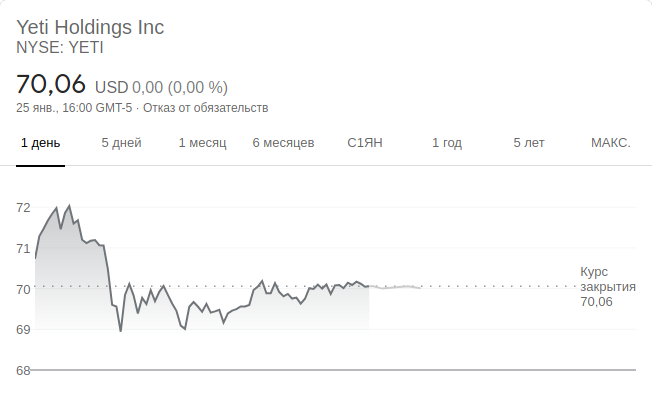 Yeti Holdings Inc
NYSE: YETI
70,06 USD 0,00 (0,00 %)
25 янв., 16:00 GMT-5 · Отказ от обязательств
1 день 5 дней 1 месяц 6 месяцев С1ЯН 1 год 5 лет МАКС.
72
71
Курс
70 закрытия
70,06
69
68